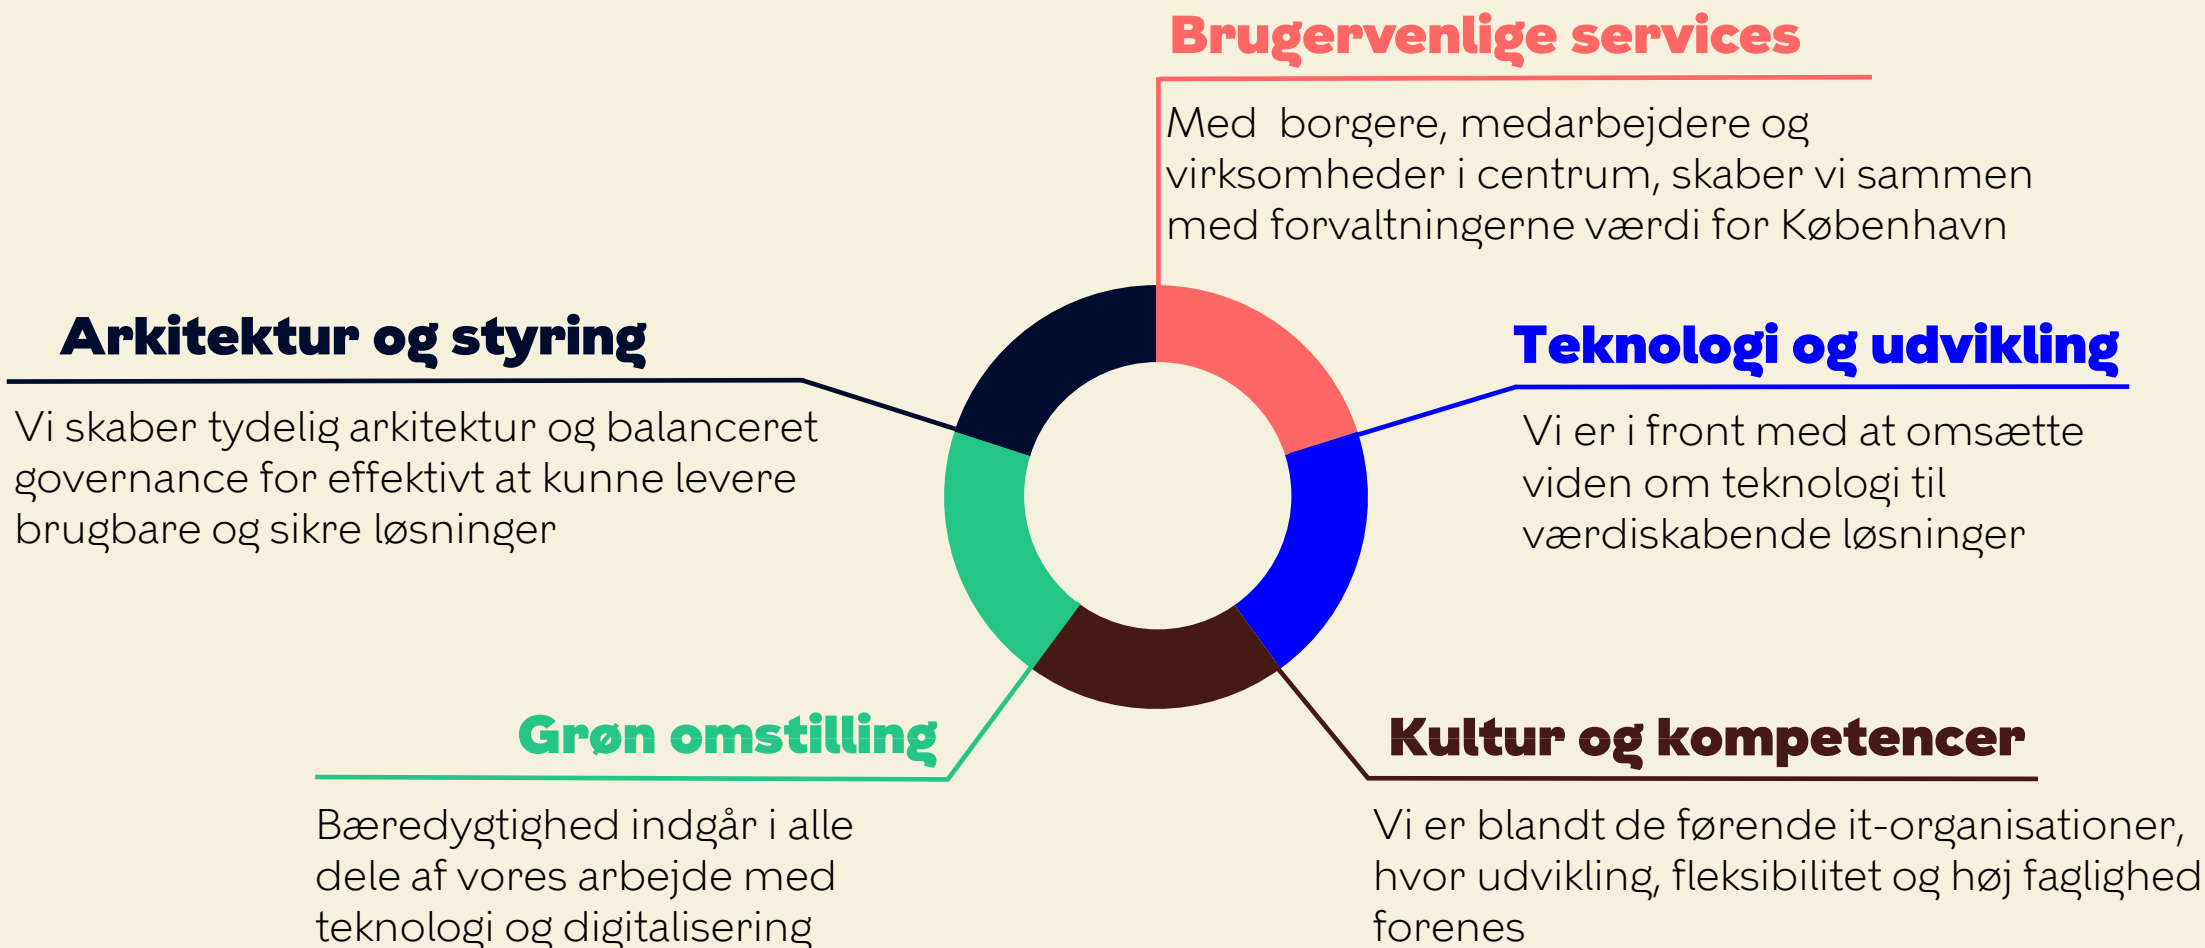 Brugervenlige services
Med borgere, medarbejdere og
virksomheder i centrum, skaber vi sammen
med forvaltningerne værdi for København
Arkitektur og styring
Vi skaber tydelig arkitektur og balanceret
governance for effektivt at kunne levere
brugbare og sikre løsninger
Teknologi og udvikling
Vi er i front med at omsætte
viden om teknologi til
værdiskabende løsninger
Grøn omstilling
Bæredygtighed indgår i alle
dele af vores arbejde med
teknologi og digitalisering
Kultur og kompetencer
Vi er blandt de førende it-organisationer,
hvor udvikling, fleksibilitet og høj faglighed
forenes